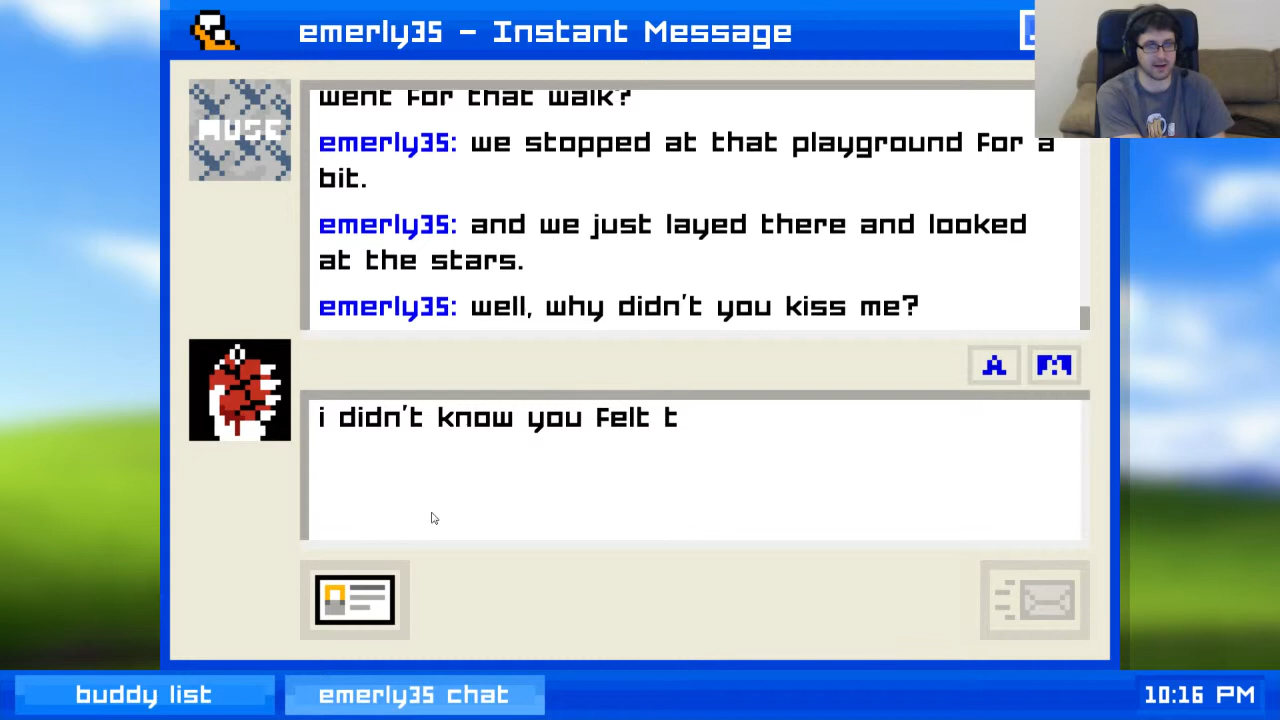 emerly35 - Instant Message
went for that walk?
MUSE
emerly35: we stopped at that playground for a
bit.
emerly35: and we just layed there and looked
at the stars.
emerly35: well, why didn't you kiss me?
A
i didn't know you felt t
buddy list
emerly35 chat
10:16 PM